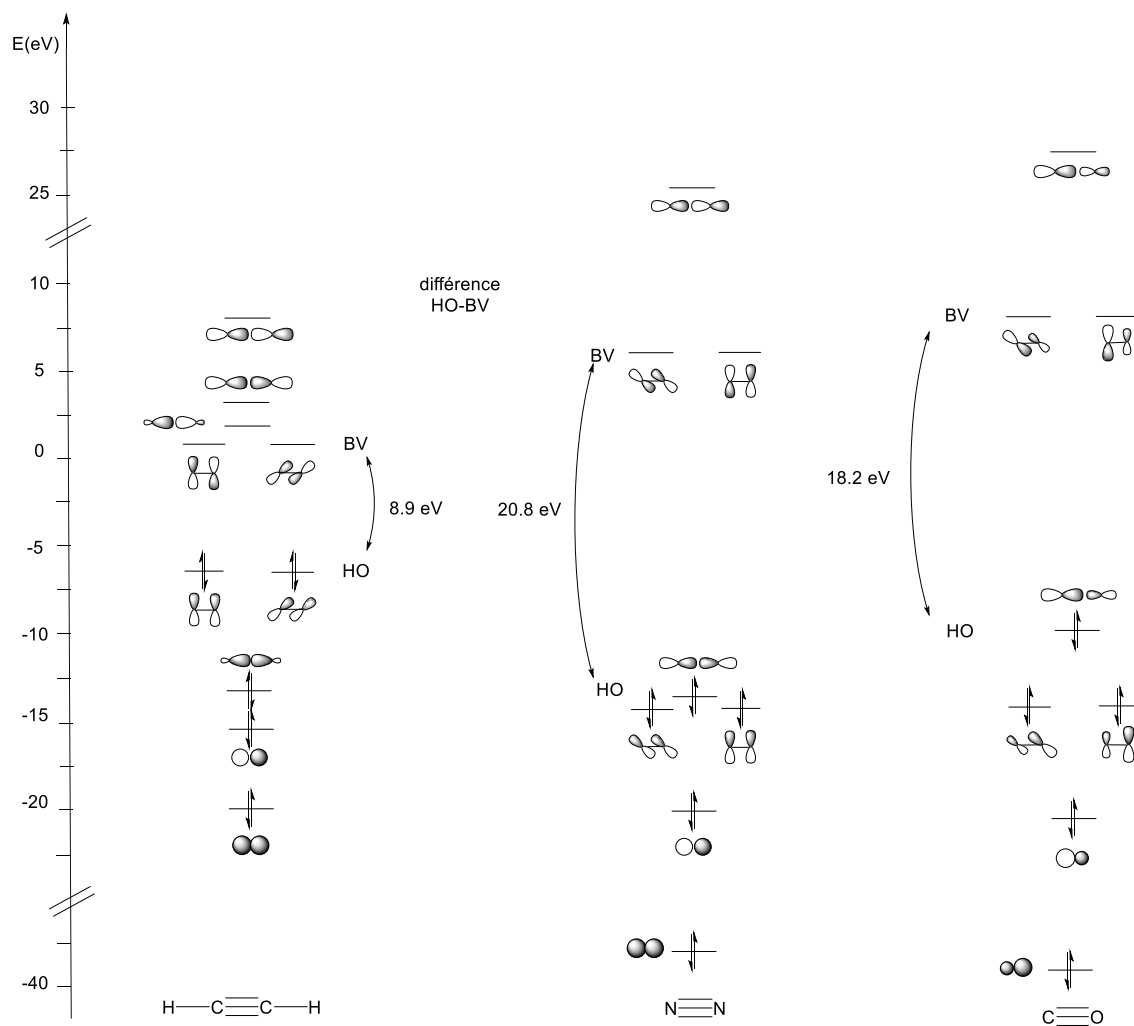 E(eV)
30
25
10
5
0
-5
-10
-15
-20
-40
différence
HO-BV
BV
8.9 eV
HO
BV
20.8 eV
HO
BV
18.2 eV
HO
H C C H
N N
C O